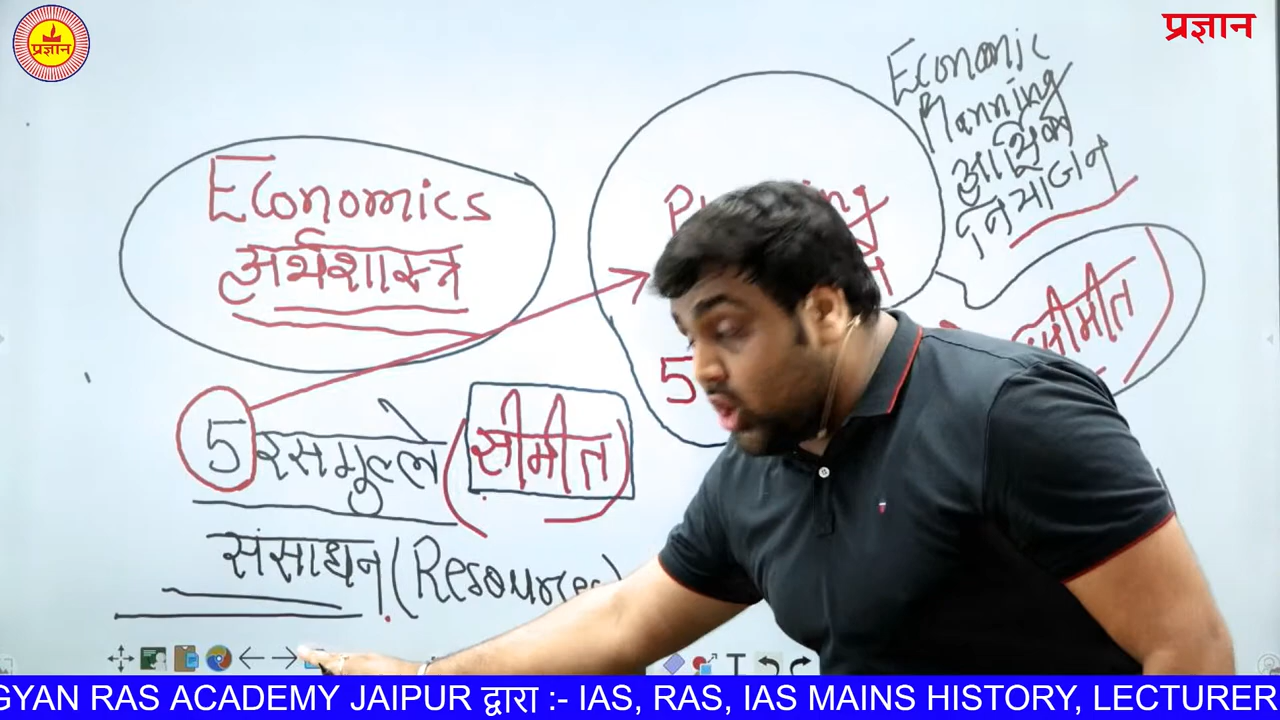 प्रज्ञान
प्रज्ञान
Economic
Planning
आर्थिक
नियोजन
Economics
अर्थशास्त्र
सीमीत
5
5 रसगुल्ले (सीमीत)
संसाधन (Resources)
T
GYAN RAS ACADEMY JAIPUR द्वारा :- IAS, RAS, IAS MAINS HISTORY, LECTURER